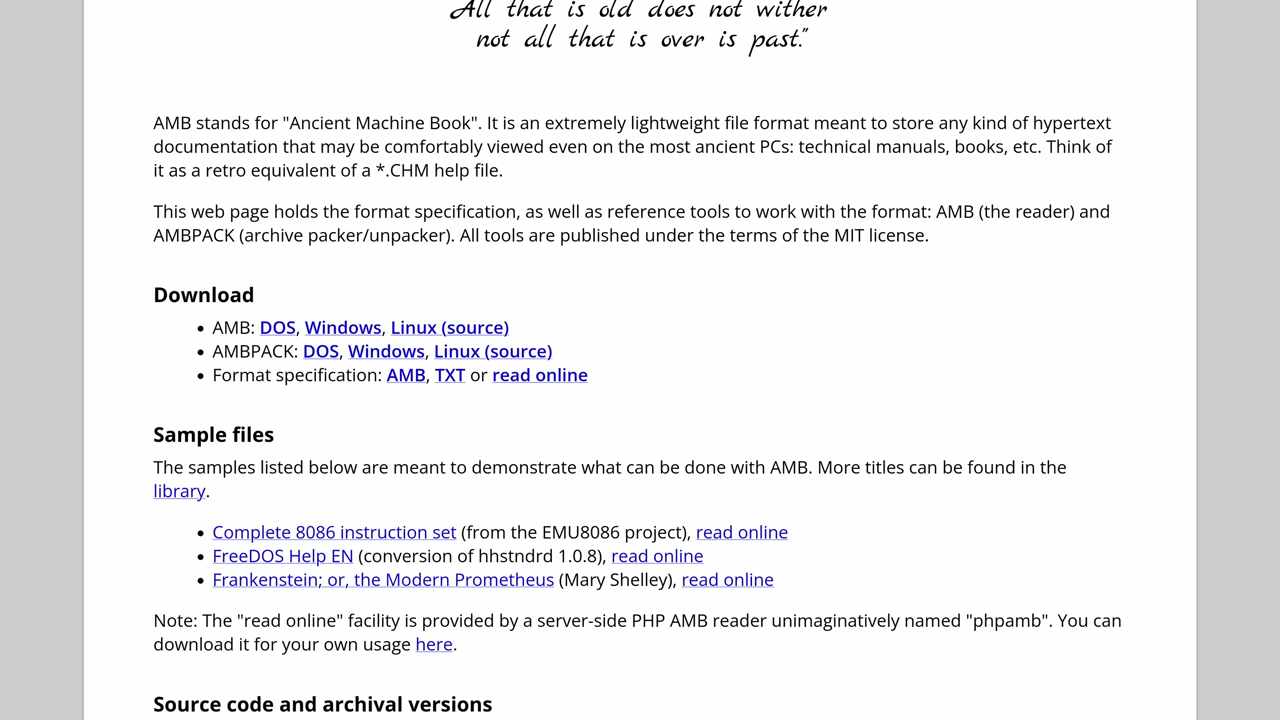 All that is old does not wither
not all that is over is past."
AMB stands for "Ancient Machine Book". It is an extremely lightweight file format meant to store any kind of hypertext
documentation that may be comfortably viewed even on the most ancient PCs: technical manuals, books, etc. Think of
it as a retro equivalent of a *.CHM help file.
This web page holds the format specification, as well as reference tools to work with the format: AMB (the reader) and
AMBPACK (archive packer/unpacker). All tools are published under the terms of the MIT license.
Download
• AMB: DOS, Windows, Linux (source)
• AMBPACK: DOS, Windows, Linux (source)
• Format specification: AMB, TXT or read online
Sample files
The samples listed below are meant to demonstrate what can be done with AMB. More titles can be found in the
library.
• Complete 8086 instruction set (from the EMU8086 project), read online
• FreeDOS Help EN (conversion of hhstndrd 1.0.8), read online
• Frankenstein; or, the Modern Prometheus (Mary Shelley), read online
Note: The "read online" facility is provided by a server-side PHP AMB reader unimaginatively named "phpamb". You can
download it for your own usage here.
Source code and archival versions